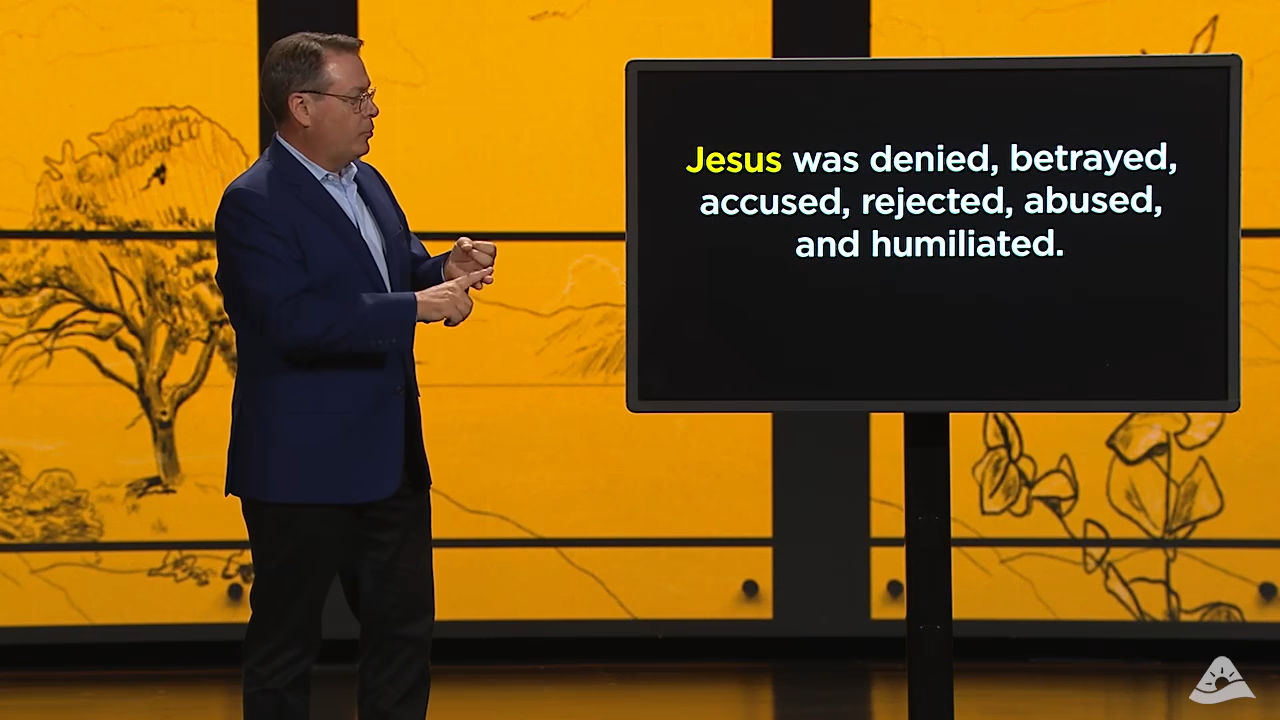 Jesus was denied, betrayed,
accused, rejected, abused,
and humiliated.